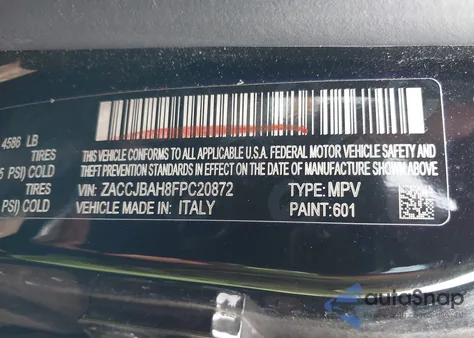 4586 LB
TIRES
5 PSI) COLD
TIRES
PSI) COLD
THIS VEHICLE CONFORMS TO ALL APPLICABLE U.S.A. FEDERAL MOTOR VEHICLE SAFETY AND
THEFT PREVENTION STANDARDS IN EFFECT ON THE DATE OF MANUFACTURE SHOWN ABOVE.
VIN: ZACCJBAH8FPC20872 TYPE: MPV
VEHICLE MADE IN: ITALY PAINT: 601
autoSnap